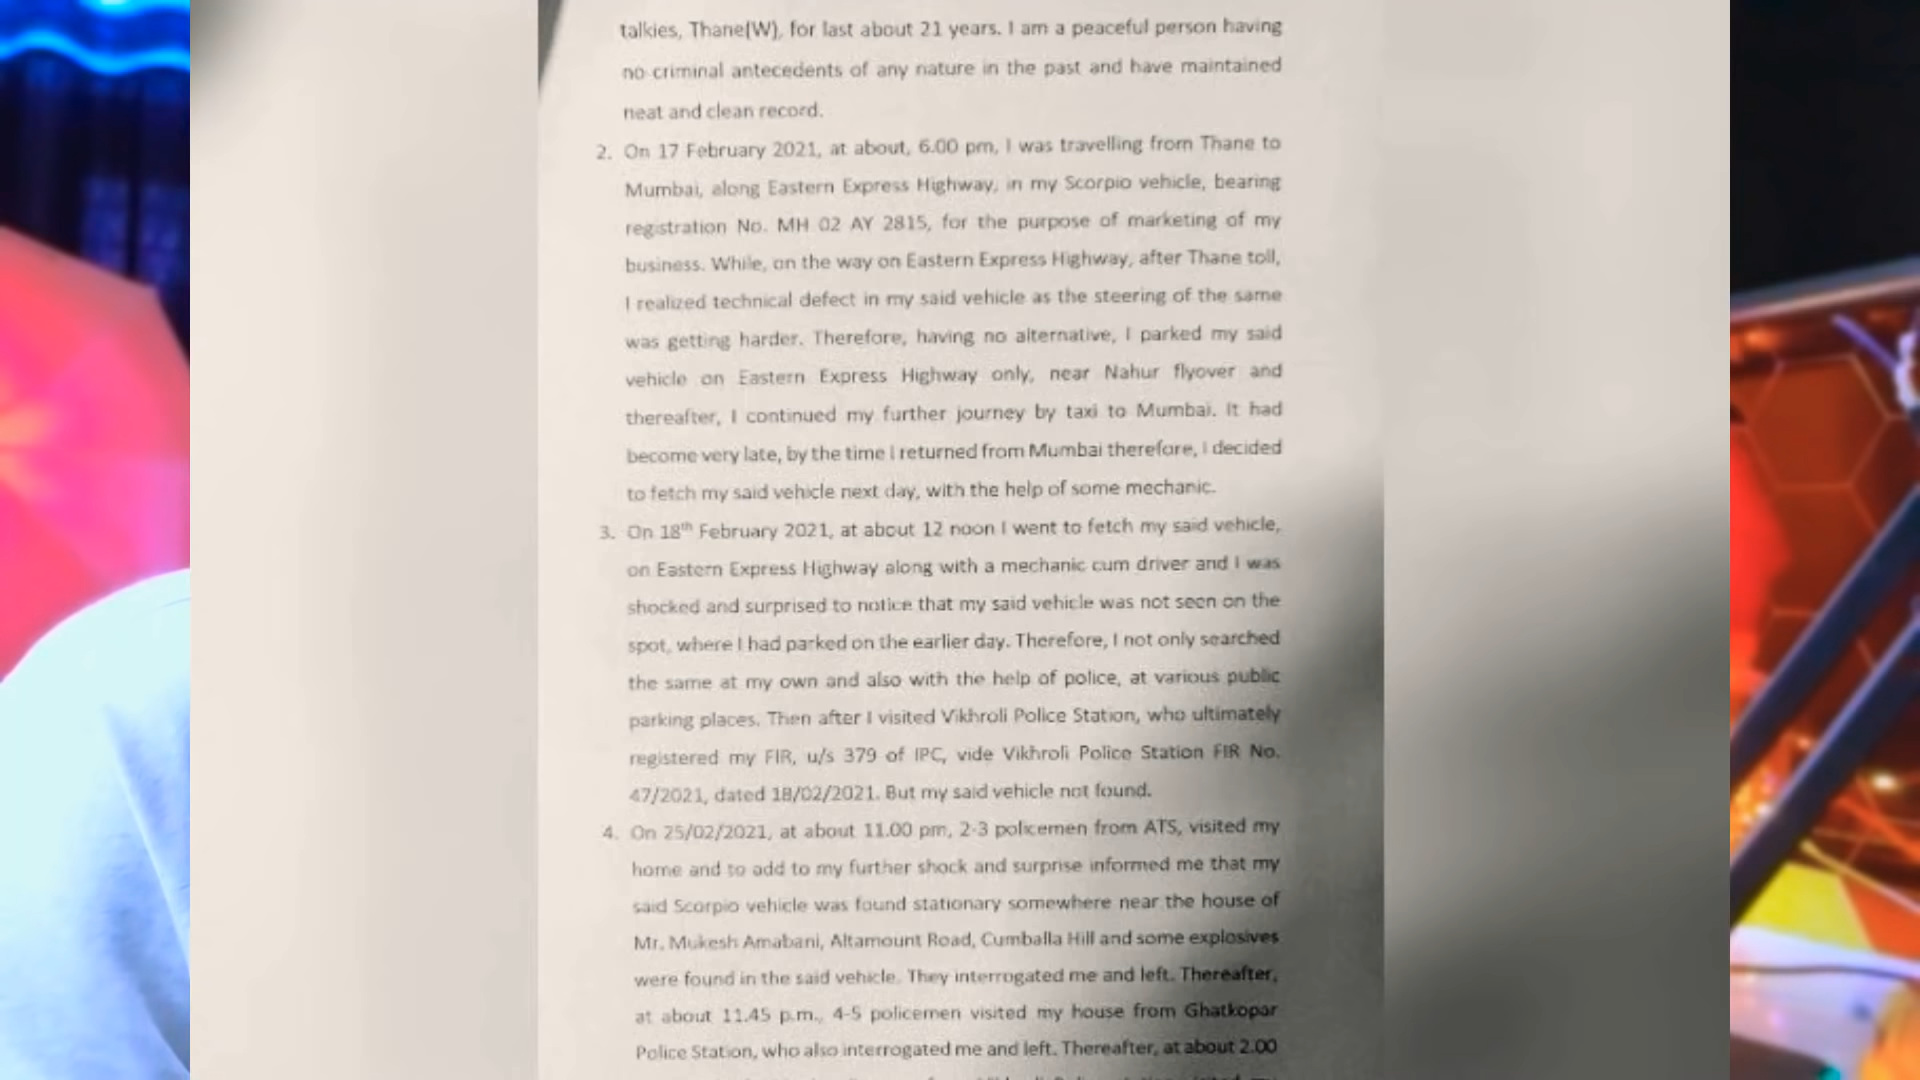 talkies, Thane(W), for last about 21 years. I am a peaceful person having
no criminal antecedents of any nature in the past and have maintained
neat and clean record.
2. On 17 February 2021, at about, 6.00 pm, I was travelling from Thane to
Mumbai, along Eastern Express Highway, in my Scorpio vehicle, bearing
registration No. MH 02 AY 2815, for the purpose of marketing of my
business. While, on the way on Eastern Express Highway, after Thane toll,
I realized technical defect in my said vehicle as the steering of the same
was getting harder. Therefore, having no alternative, I parked my said
vehicle on Eastern Express Highway only, near Nahur flyover and
thereafter, I continued my further journey by taxi to Mumbai. It had
become very late, by the time I returned from Mumbai therefore, I decided
to fetch my said vehicle next day, with the help of some mechanic.
3. On 18th February 2021, at about 12 noon I went to fetch my said vehicle,
on Eastern Express Highway along with a mechanic cum driver and I was
shocked and surprised to notice that my said vehicle was not seen on the
spot, where I had parked on the earlier day. Therefore, I not only searched
the same at my own and also with the help of police, at various public
parking places. Then after I visited Vikhroli Police Station, who ultimately
registered my FIR, u/s 379 of IPC, vide Vikhroli Police Station FIR No.
47/2021, dated 18/02/2021. But my said vehicle not found.
4. On 25/02/2021, at about 11.00 pm, 2-3 policemen from ATS, visited my
home and to add to my further shock and surprise informed me that my
said Scorpio vehicle was found stationary somewhere near the house of
Mr. Mukesh Amabani, Altamount Road, Cumballa Hill and some explosives
were found in the said vehicle. They interrogated me and left. Thereafter,
at about 11.45 p.m., 4-5 policemen visited my house from Ghatkopar
Police Station, who also interrogated me and left. Thereafter, at about 2.00